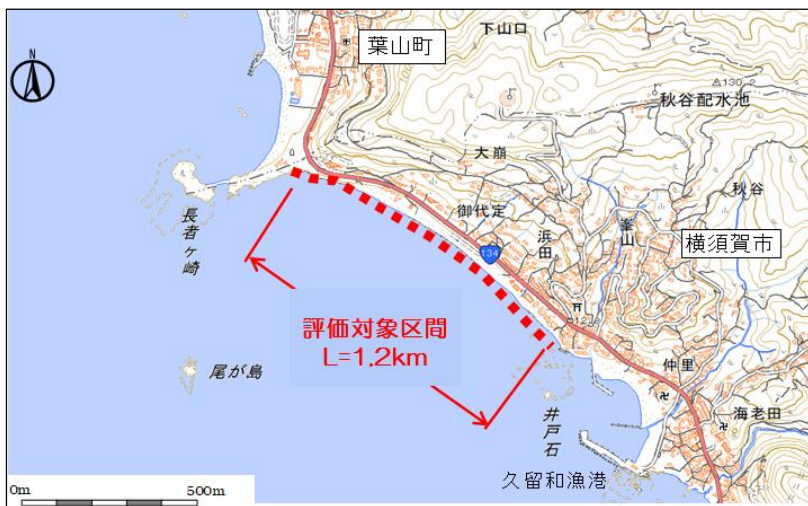 N
葉山町
下山口
130.2
秋谷配水池
大崩
秋谷
御代定
峯山
浜田
横須賀市
134
長者ヶ崎
評価対象区間
L=1.2km
尾が島
仲里
海老田
井戸石
久留和漁港
0m
500m